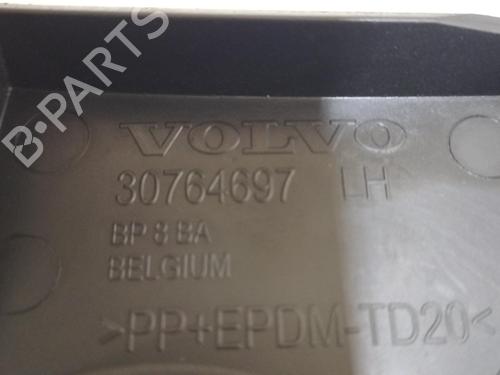 B-PARTS
VOLVO
30764697 LH
BP 8 BA
BELGIUM
>PP+EPDM-TD20<